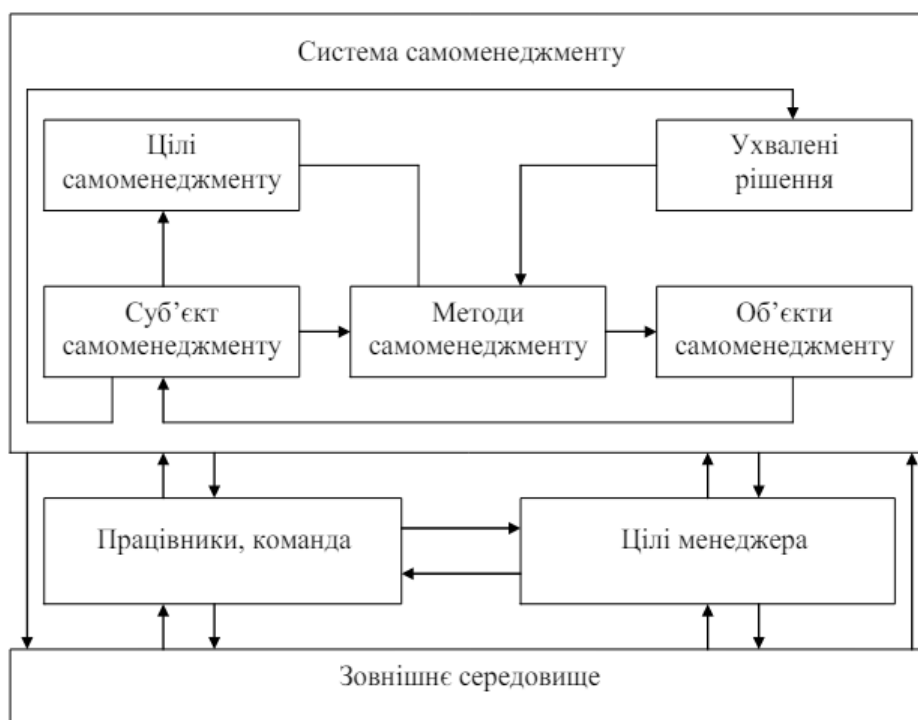 Система самоменеджменту
Цілі
самоменеджменту
Ухвалені
рішення
Суб’єкт
самоменеджменту
Методи
самоменеджменту
Об’єкти
самоменеджменту
Працівники, команда
Цілі менеджера
Зовнішнє середовище